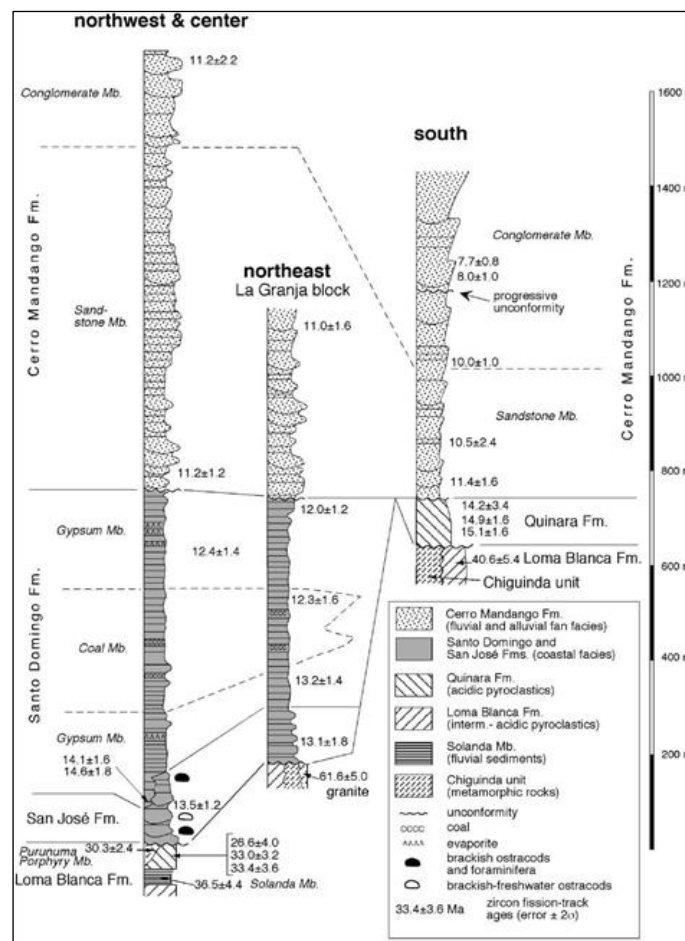 northwest & center
11.2±2.2
Conglomerate Mb.
Cerro Mandango Fm.
Sand-
stone Mb.
11.2±1.2
Gypsum Mb.
12.4±1.4
Santo Domingo Fm.
Coal Mb.
Gypsum Mb.
14.1±1.6
14.6±1.8
13.5±1.2
San José Fm.
Purunuma
Porphyry Mb.
30.3±2.4
26.6±4.0
33.0±3.2
33.4±3.6
Loma Blanca Fm.
36.5±4.4
Solanda Mb.
northeast
La Granja block
11.0±1.6
12.0±1.2
12.3±1.6
13.2±1.4
13.1±1.8
61.6±5.0
granite
south
Conglomerate Mb.
7.7±0.8
8.0±1.0
progressive
unconformity
10.0±1.0
Sandstone Mb.
10.5±2.4
11.4±1.6
14.2±3.4
14.9±1.6
15.1±1.6
Quinara Fm.
40.6±5.4
Loma Blanca Fm.
Chiguinda unit
Cerro Mandango Fm.
1600 m
1400 m
1200 m
1000 m
800 m
600 m
400 m
200 m
Cerro Mandango Fm.
(fluvial and alluvial fan facies)
Santo Domingo and
San José Fms. (coastal facies)
Quinara Fm.
(acidic pyroclastics)
Loma Blanca Fm.
(interm.- acidic pyroclastics)
Solanda Mb.
(fluvial sediments)
Chiguinda unit
(metamorphic rocks)
unconformity
coal
evaporite
brackish ostracods
and foraminifera
brackish-freshwater ostracods
33.4±3.6 Ma
zircon fission-track
ages (error ± 2σ)